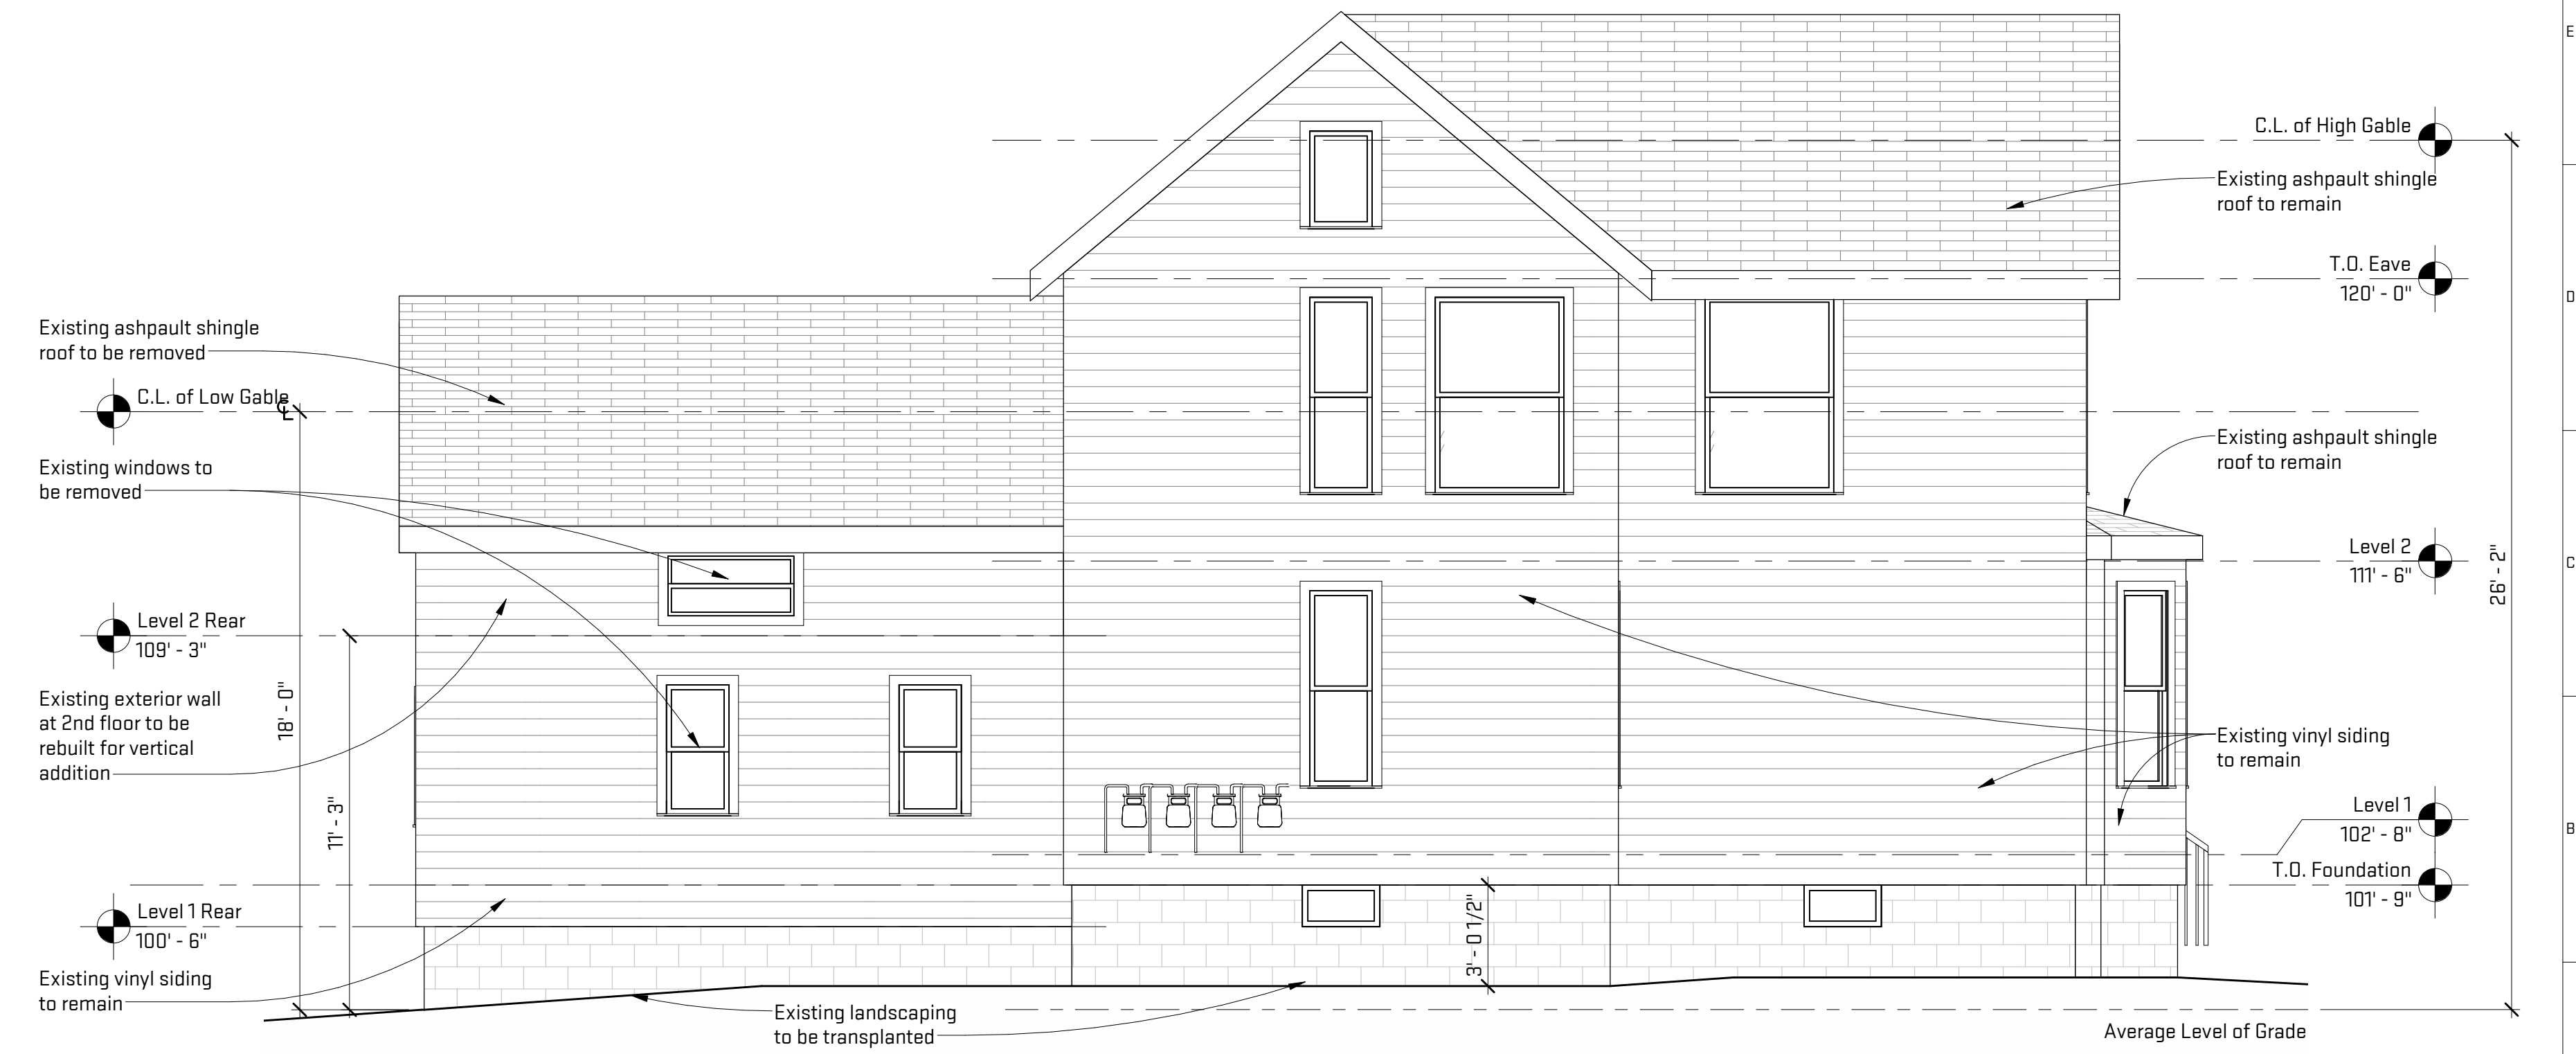 E
C.L. of High Gable
Existing ashpault shingle
roof to remain
T.O. Eave
120' - 0"
D
Existing ashpault shingle
roof to be removed
C.L. of Low Gable
℄
Existing windows to
be removed
Existing ashpault shingle
roof to remain
Level 2
111' - 6"
C
26' - 2"
Level 2 Rear
109' - 3"
Existing exterior wall
at 2nd floor to be
rebuilt for vertical
addition
18' - 0"
11' - 3"
Existing vinyl siding
to remain
Level 1
102' - 8"
B
T.O. Foundation
101' - 9"
Level 1 Rear
100' - 6"
3' - 0 1/2"
Existing vinyl siding
to remain
Existing landscaping
to be transplanted
Average Level of Grade